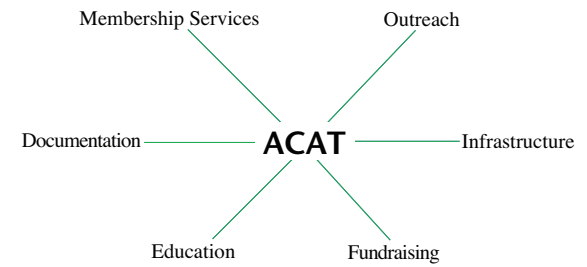 Membership Services
Outreach
Documentation
ACAT
Infrastructure
Education
Fundraising